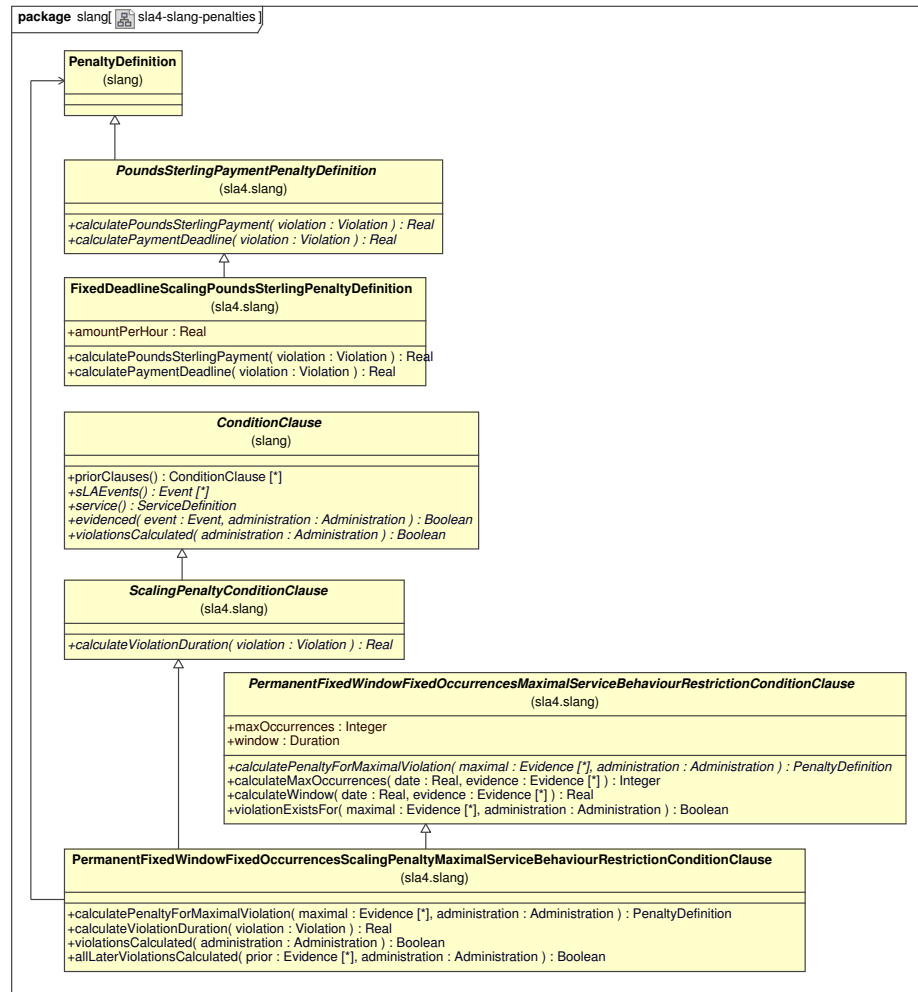 package slang[ sla4-slang-penalties ]
PenaltyDefinition
(slang)
PoundsSterlingPaymentPenaltyDefinition
(sla4.slang)
+calculatePoundsSterlingPayment( violation : Violation ) : Real
+calculatePaymentDeadline( violation : Violation ) : Real
FixedDeadlineScalingPoundsSterlingPenaltyDefinition
(sla4.slang)
+amountPerHour : Real
+calculatePoundsSterlingPayment( violation : Violation ) : Real
+calculatePaymentDeadline( violation : Violation ) : Real
ConditionClause
(slang)
+priorClauses() : ConditionClause [*]
+sLAEvents() : Event [*]
+service() : ServiceDefinition
+evidenced( event : Event, administration : Administration ) : Boolean
+violationsCalculated( administration : Administration ) : Boolean
ScalingPenaltyConditionClause
(sla4.slang)
+calculateViolationDuration( violation : Violation ) : Real
PermanentFixedWindowFixedOccurrencesMaximalServiceBehaviourRestrictionConditionClause
(sla4.slang)
+maxOccurrences : Integer
+window : Duration
+calculatePenaltyForMaximalViolation( maximal : Evidence [*], administration : Administration ) : PenaltyDefinition
+calculateMaxOccurrences( date : Real, evidence : Evidence [*] ) : Integer
+calculateWindow( date : Real, evidence : Evidence [*] ) : Real
+violationExistsFor( maximal : Evidence [*], administration : Administration ) : Boolean
PermanentFixedWindowFixedOccurrencesScalingPenaltyMaximalServiceBehaviourRestrictionConditionClause
(sla4.slang)
+calculatePenaltyForMaximalViolation( maximal : Evidence [*], administration : Administration ) : PenaltyDefinition
+calculateViolationDuration( violation : Violation ) : Real
+violationsCalculated( administration : Administration ) : Boolean
+allLaterViolationsCalculated( prior : Evidence [*], administration : Administration ) : Boolean